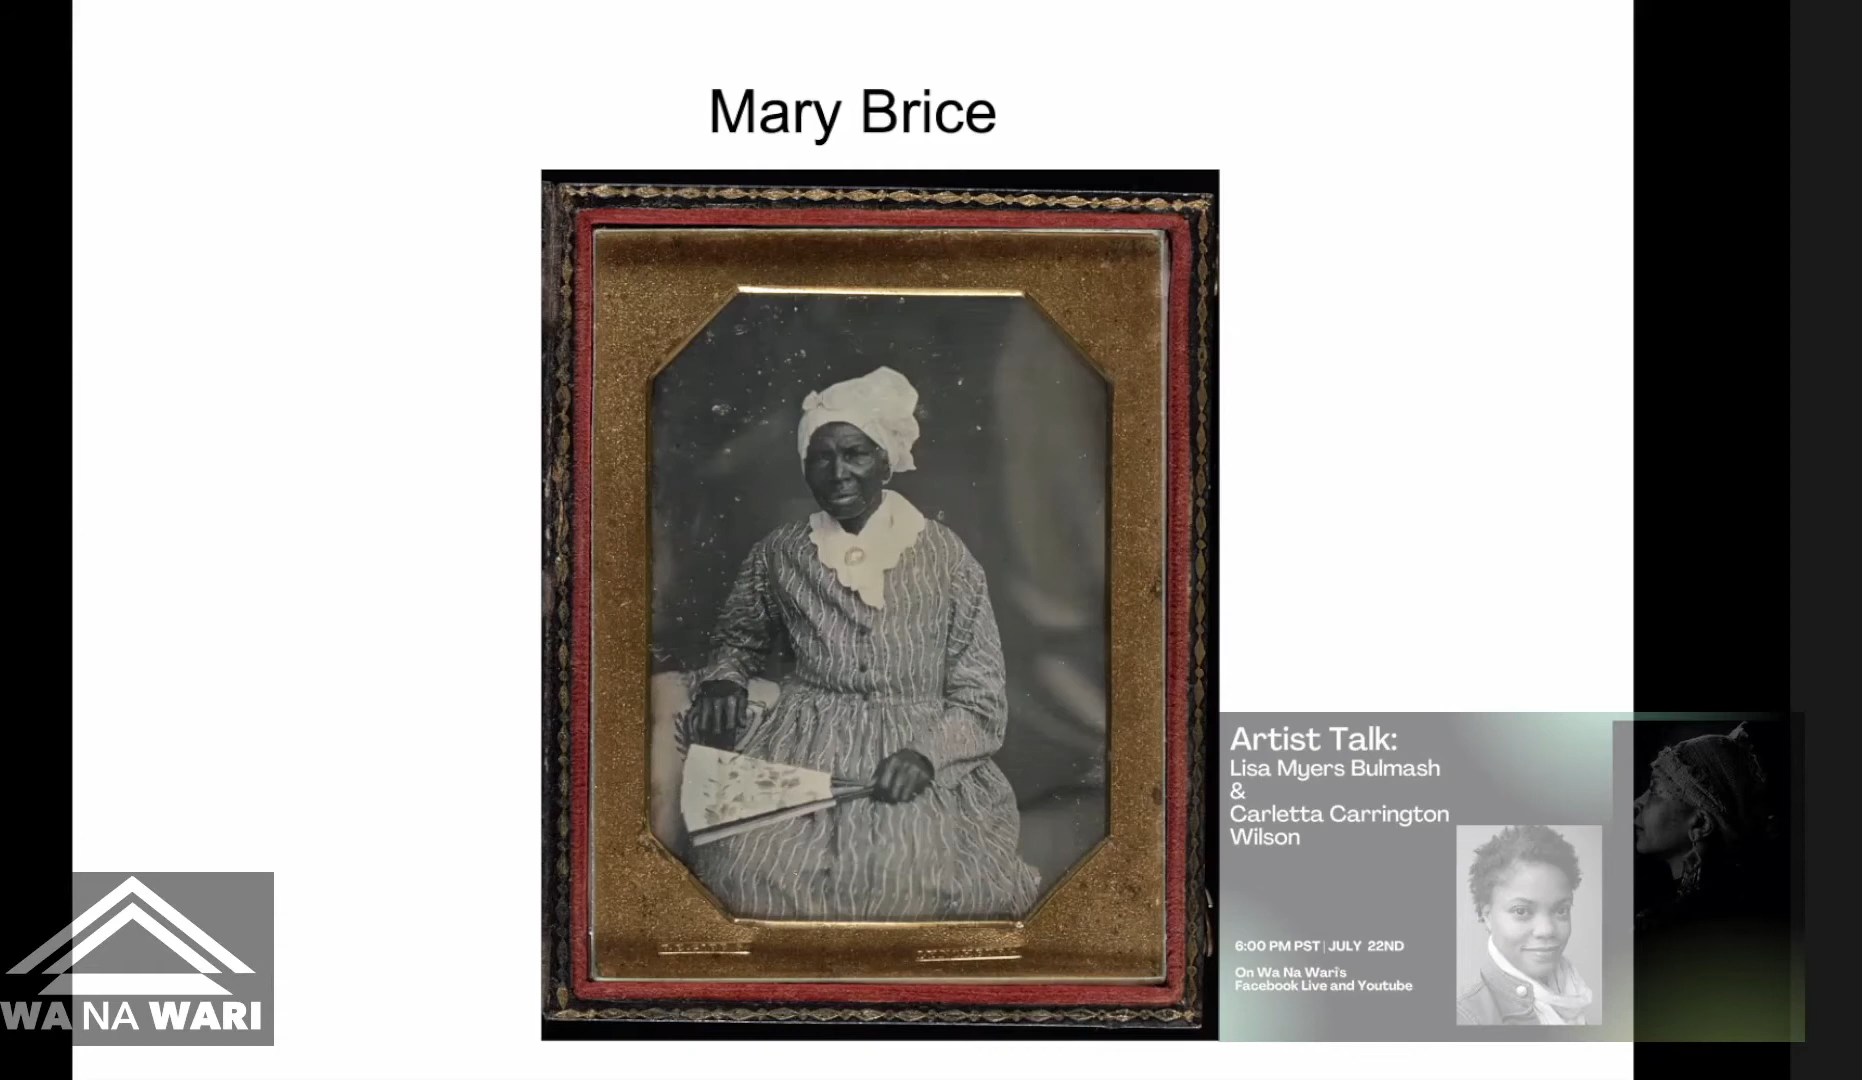 Mary Brice
Artist Talk:
Lisa Myers Bulmash
&
Carletta Carrington
Wilson
6:00 PM PST | JULY 22ND
On Wa Na Wari's
Facebook Live and Youtube
WA NA WARI